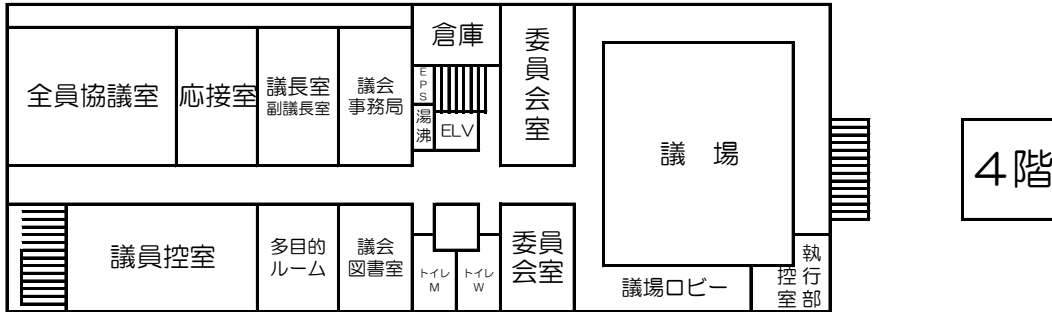 全員協議室
応接室
議長室
副議長室
議会
事務局
倉庫
EPS
湯沸
ELV
委員会室
議 場
4階
議員控室
多目的
ルーム
議会
図書室
トイレ
M
トイレ
W
委員
会室
議場ロビー
執行部
控室